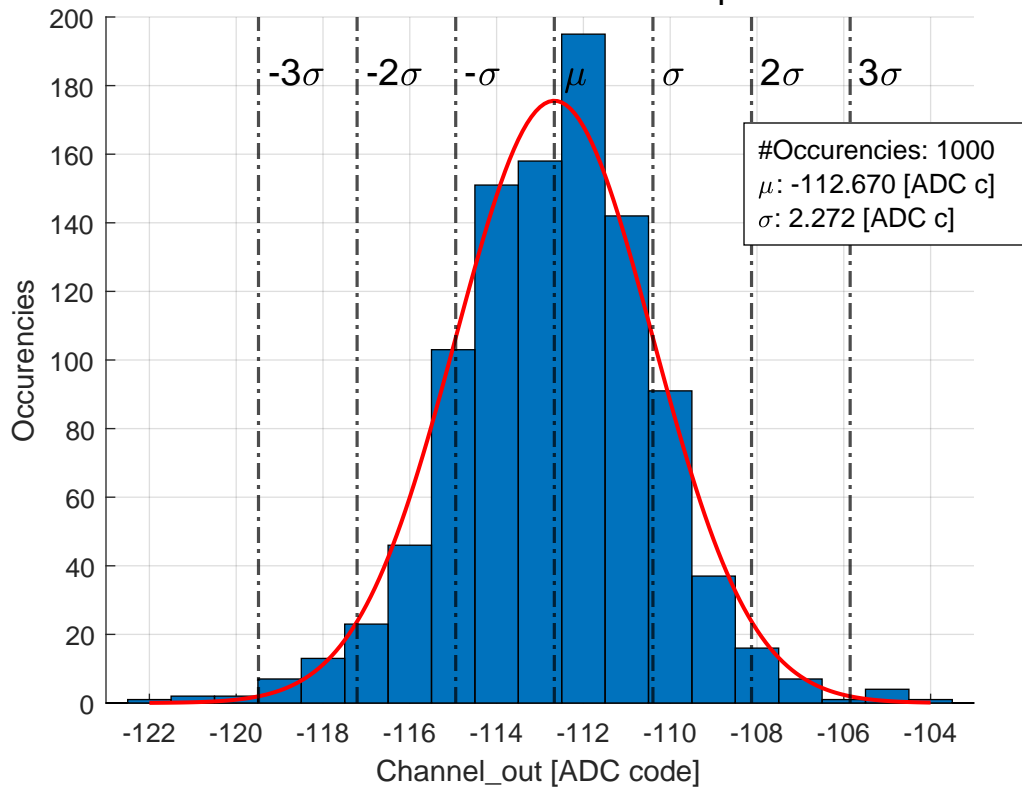 200
180
160
140
120
100
80
60
40
20
0
Occurencies
-3σ
-2σ
-σ
μ
σ
2σ
3σ
#Occurencies: 1000
μ: -112.670 [ADC c]
σ: 2.272 [ADC c]
-122
-120
-118
-116
-114
-112
-110
-108
-106
-104
Channel_out [ADC code]